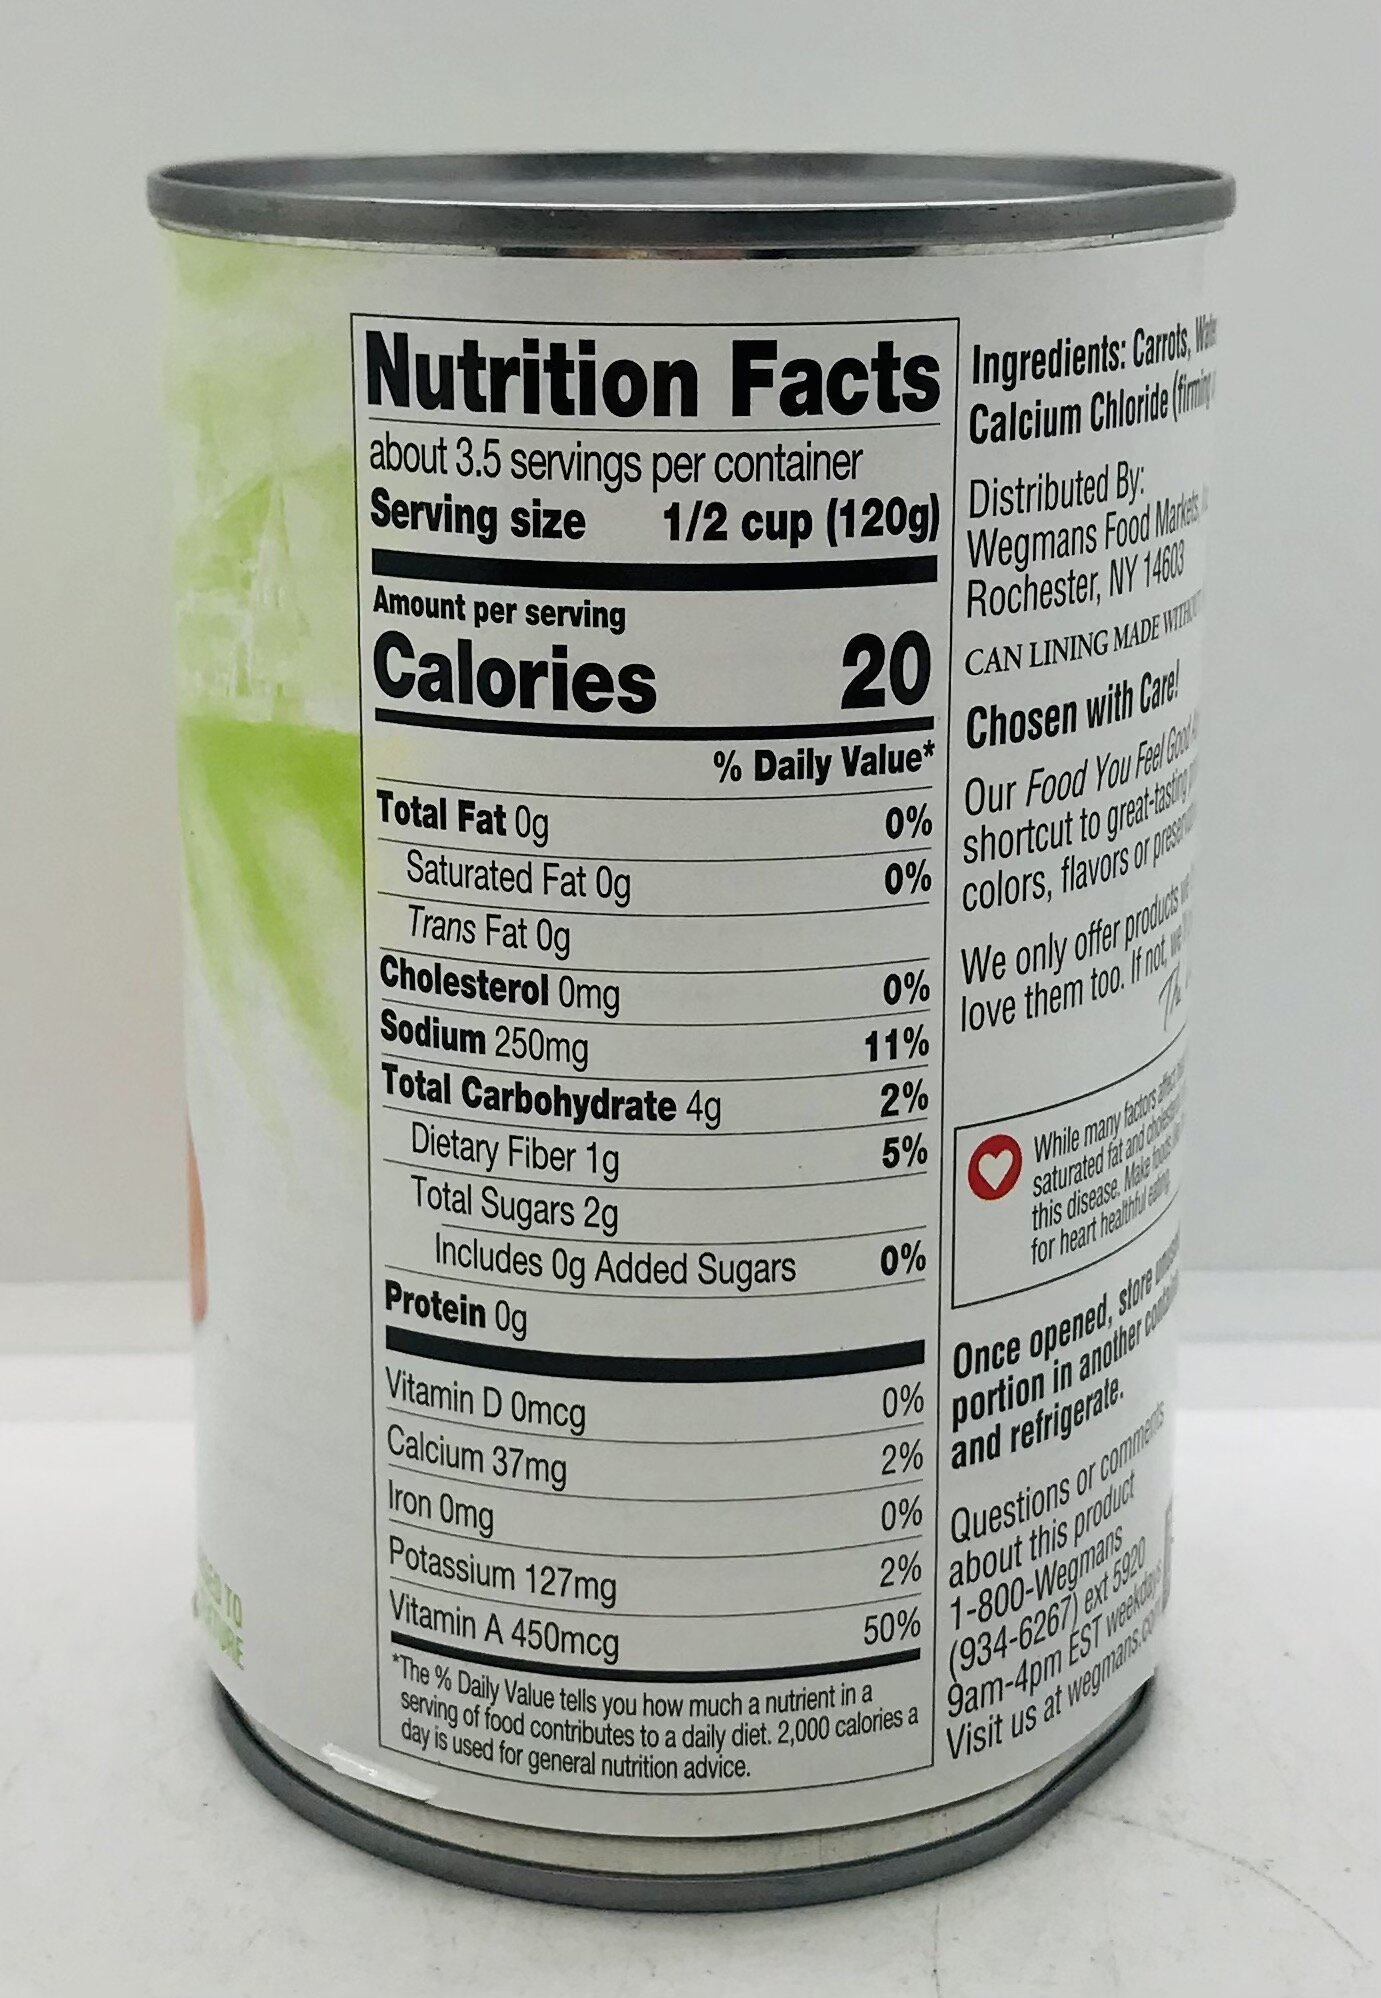 Nutrition Facts
about 3.5 servings per container
Serving size 1/2 cup (120g)
Amount per serving
Calories 20
% Daily Value*
Total Fat 0g 0%
Saturated Fat 0g 0%
Trans Fat 0g
Cholesterol 0mg 0%
Sodium 250mg 11%
Total Carbohydrate 4g 2%
Dietary Fiber 1g 5%
Total Sugars 2g
Includes 0g Added Sugars 0%
Protein 0g
Vitamin D 0mcg 0%
Calcium 37mg 2%
Iron 0mg 0%
Potassium 127mg 2%
Vitamin A 450mcg 50%
*The % Daily Value tells you how much a nutrient in a
serving of food contributes to a daily diet. 2,000 calories a
day is used for general nutrition advice.
Ingredients: Carrots,
Calcium Chloride
Distributed By:
Wegmans Food Markets,
Rochester, NY 14603
CAN LINING MADE
Chosen with Care!
Our Food You Feel Good
shortcut to great-tasting
colors, flavors or
We only offer products
love them too. If not,
While many factors affect
saturated fat and
this disease. Make foods
for heart healthful eating.
Once opened, store
portion in another
and refrigerate.
Questions or comments
about this product
1-800-Wegmans
(934-6267) ext 5920
9am-4pm EST weekdays
Visit us at
TO